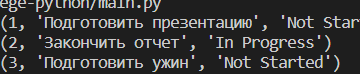 ege-python/main.py
(1, 'Подготовить презентацию', 'Not Star
(2, 'Закончить отчет', 'In Progress')
(3, 'Подготовить ужин', 'Not Started')